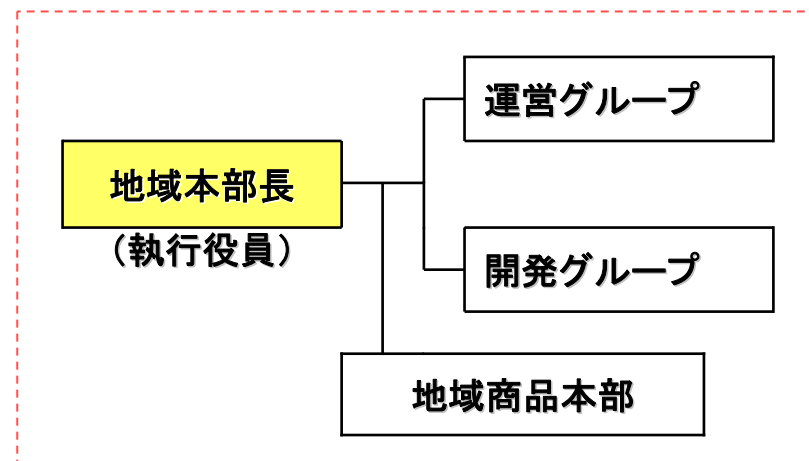 運営グループ
地域本部長
（執行役員）
開発グループ
地域商品本部